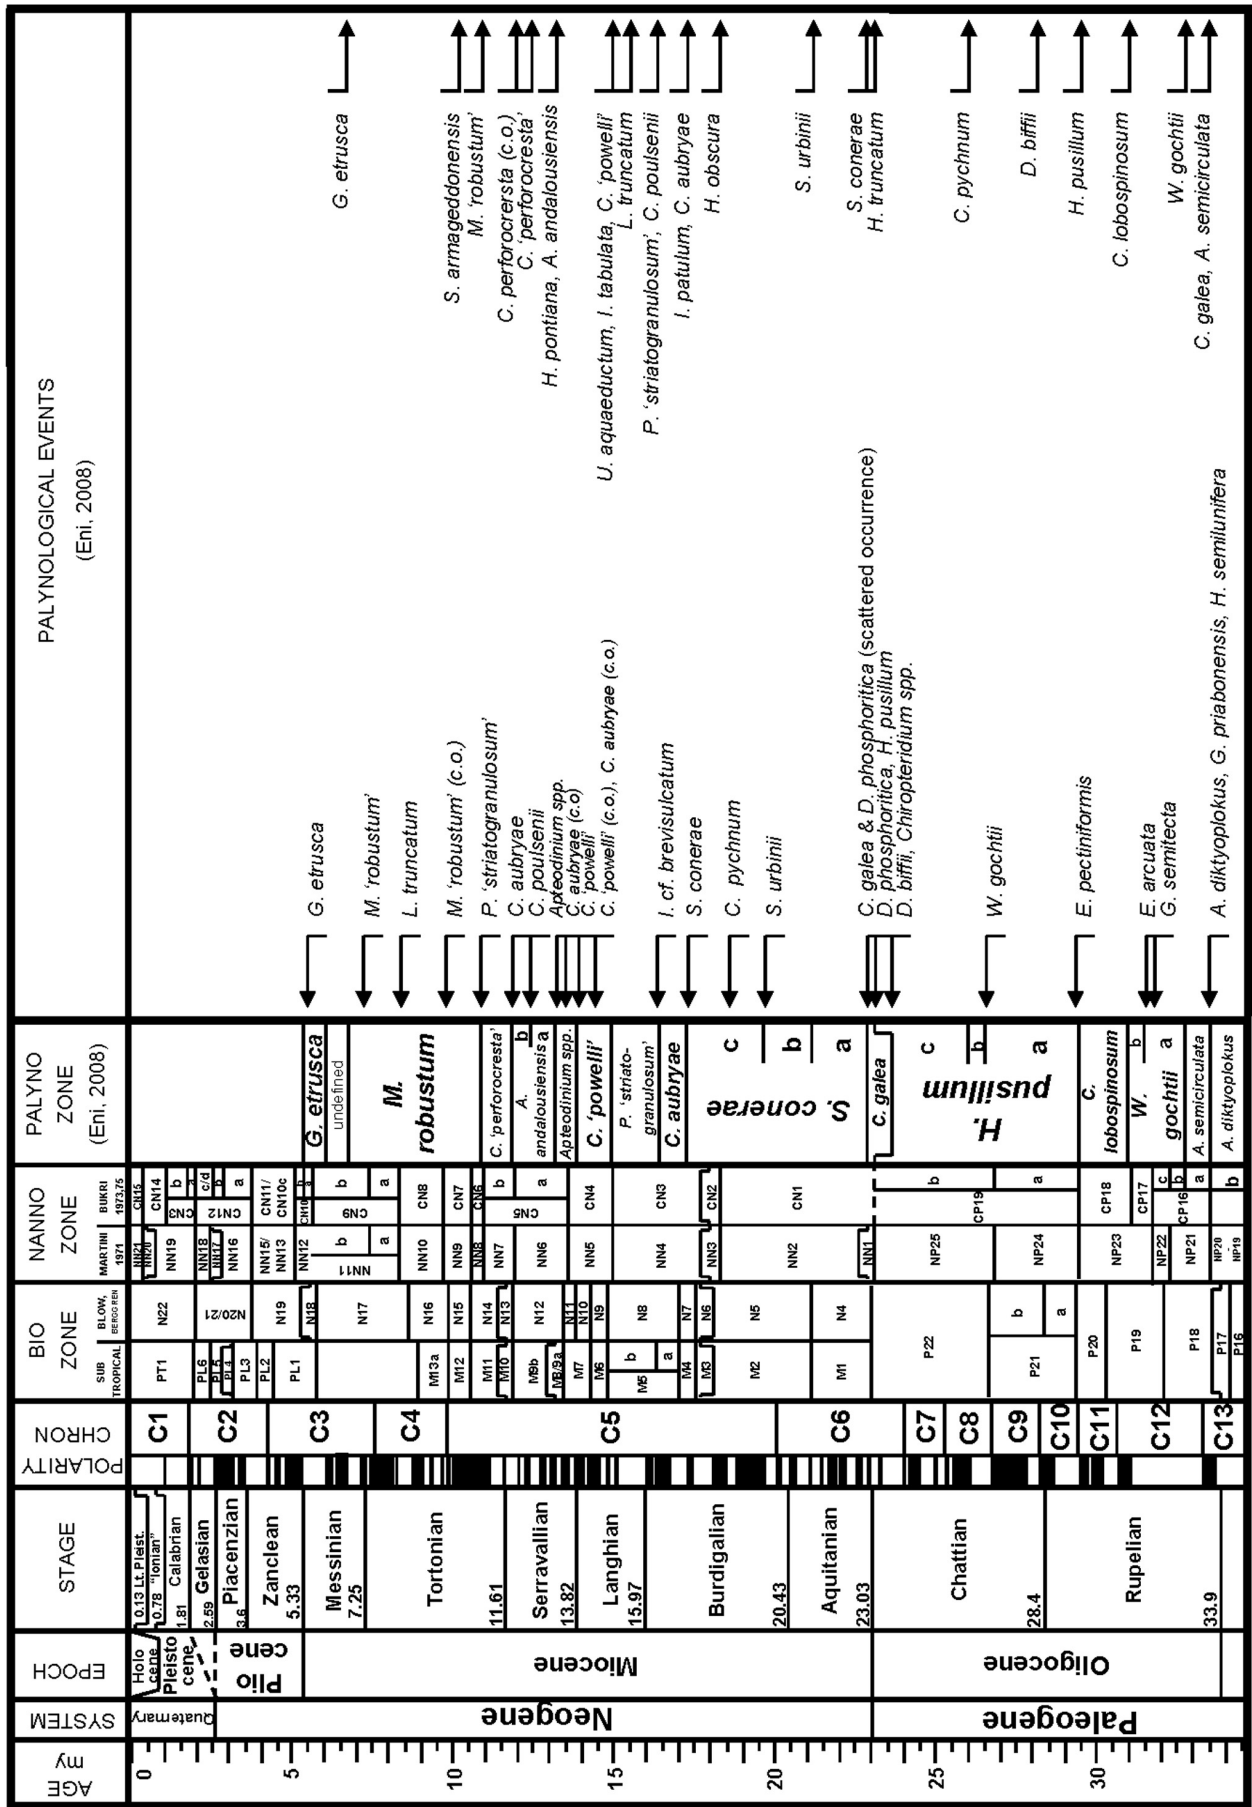 AGE
my
0
5
10
15
20
25
30
SYSTEM
Quaternary
Neogene
Paleogene
EPOCH
Holo
cene
Pleisto
cene
Plio
cene
Miocene
Oligocene
STAGE
0.13 Lt. Pleist.
0.78 "Ionian"
Calabrian
1.81
Gelasian
2.59
Piacenzian
3.6
Zanclean
5.33
Messinian
7.25
Tortonian
11.61
Serravallian
13.82
Langhian
15.97
Burdigalian
20.43
Aquitanian
23.03
Chattian
28.4
Rupelian
33.9
POLARITY
CHRON
C1
C2
C3
C4
C5
C6
C7
C8
C9
C10
C11
C12
C13
BIO
ZONE
SUB
TROPICAL
PT1
PL6
PL5
PL4
PL3
PL2
PL1
M13a
M12
M11
M10
M9b
M8/9a
M7
M6
b
M5
a
M4
M3
M2
M1
BLOW,
BERGGREN
N22
N20/21
N19
N18
N17
N16
N15
N14
N13
N12
N11
N10
N9
N8
N7
N6
N5
N4
P22
b
P21
a
P20
P19
P18
P17
P16
NANNO
ZONE
MARTINI
1971
NN21
NN20
NN19
NN18
NN17
NN16
NN15/
NN13
NN12
b
NN11
a
NN10
NN9
NN8
NN7
NN6
NN5
NN4
NN3
NN2
NN1
NP25
NP24
NP23
NP22
NP21
NP20
NP19
BUKRI
1973,75
CN15
CN14
b
CN3
a
c/d
CN12
b
a
CN11/
CN10c
b
CN10
a
b
CN9
a
CN8
CN7
CN6
b
CN5
a
CN4
CN3
CN2
CN1
b
CP19
a
CP18
CP17
c
CP16
b
a
b
PALYNO
ZONE
(Eni, 2008)
G. etrusca
undefined
M.
robustum
C. 'perforocresta'
A. b
andalousiensis a
Apteodinium spp.
C. 'powelli'
P. 'striato-
granulosum'
C. aubryae
S. conerae
c
b
a
C. galea
H.
pusillum
c
b
a
C.
lobospinosum
W. b
gochtii a
A. semicirculata
A. diktyoplokus
PALYNOLOGICAL EVENTS
(Eni, 2008)
G. etrusca
M. 'robustum'
L. truncatum
M. 'robustum' (c.o.)
P. 'striatogranulosum'
C. aubryae
C. poulsenii
Apteodinium spp.
C. aubryae (c.o)
C. 'powelli'
C. 'powelli' (c.o.), C. aubryae (c.o.)
I. cf. brevisulcatum
S. conerae
C. pychnum
S. urbinii
C. galea & D. phosphoritica (scattered occurrence)
D. phosphoritica, H. pusillum
D. biffii, Chiropteridium spp.
W. gochtii
E. pectiniformis
E. arcuata
G. semitecta
A. diktyoplokus, G. priabonensis, H. semilunifera
G. etrusca
S. armageddonensis
M. 'robustum'
C. perforocrersta (c.o.)
C. 'perforocresta'
H. pontiana, A. andalousiensis
U. aquaeductum, I. tabulata, C. 'powelli'
L. truncatum
P. 'striatogranulosum', C. poulsenii
I. patulum, C. aubryae
H. obscura
S. urbinii
S. conerae
H. truncatum
C. pychnum
D. biffii
H. pusillum
C. lobospinosum
W. gochtii
C. galea, A. semicirculata